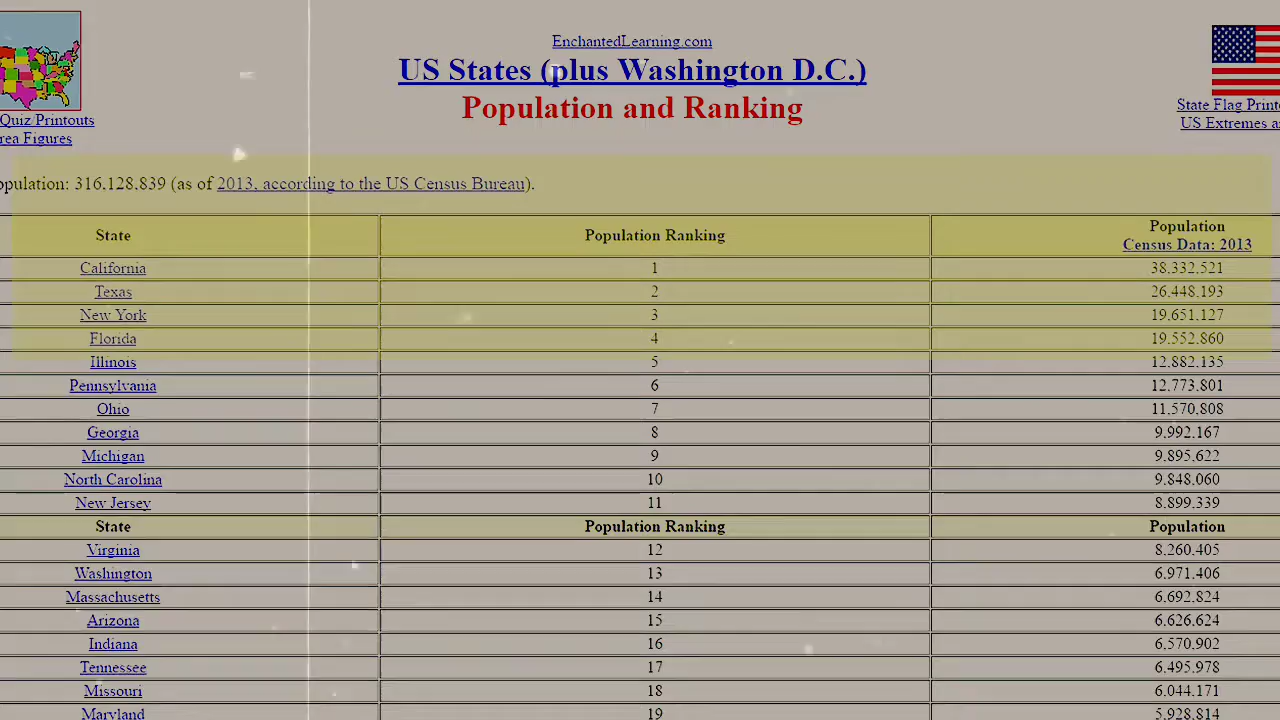 EnchantedLearning.com
US States (plus Washington D.C.)
Population and Ranking
Quiz Printouts
rea Figures
State Flag Print
US Extremes a
opulation: 316,128,839 (as of 2013, according to the US Census Bureau).
State Population Ranking Population
Census Data: 2013
California 1 38,332,521
Texas 2 26,448,193
New York 3 19,651,127
Florida 4 19,552,860
Illinois 5 12,882,135
Pennsylvania 6 12,773,801
Ohio 7 11,570,808
Georgia 8 9,992,167
Michigan 9 9,895,622
North Carolina 10 9,848,060
New Jersey 11 8,899,339
State Population Ranking Population
Virginia 12 8,260,405
Washington 13 6,971,406
Massachusetts 14 6,692,824
Arizona 15 6,626,624
Indiana 16 6,570,902
Tennessee 17 6,495,978
Missouri 18 6,044,171
Maryland 19 5,928,814